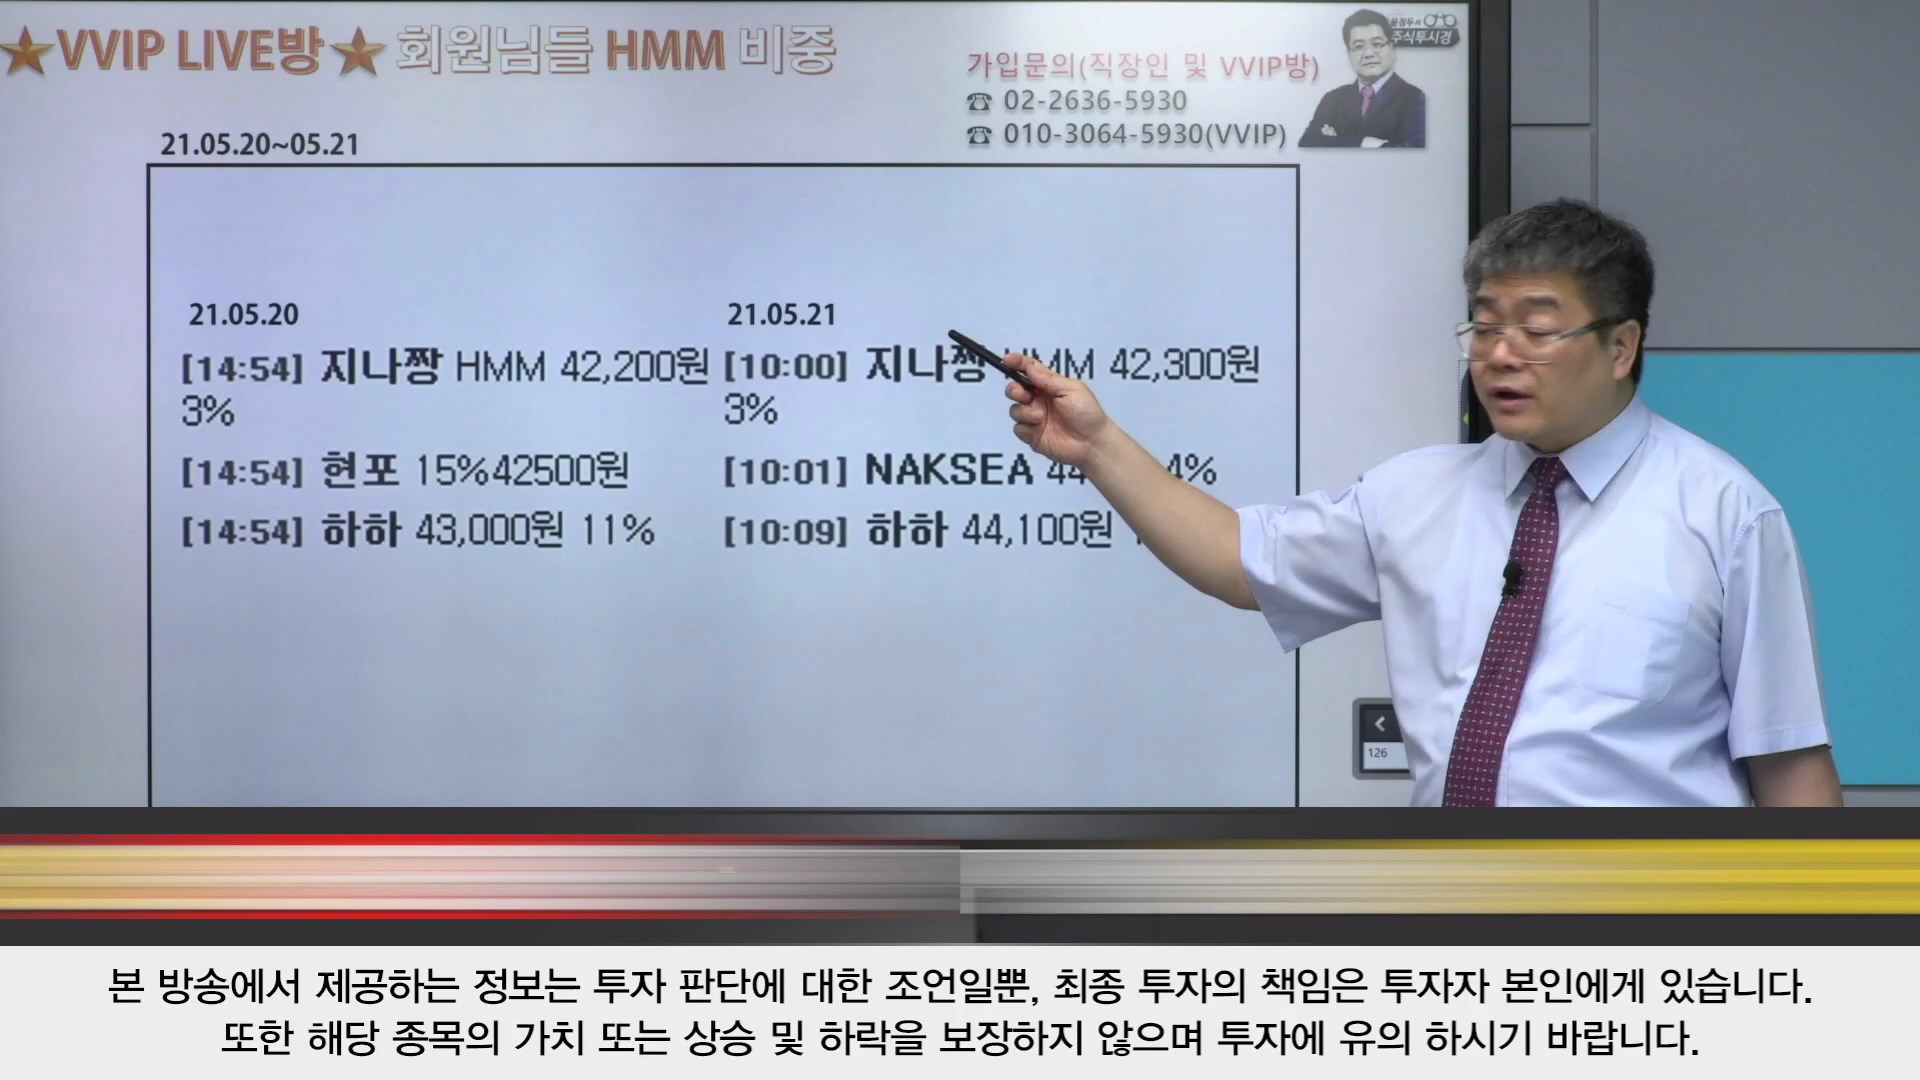 ★VVIP LIVE방★ 회원님들 HMM 비중
가입문의(직장인 및 VVIP방)
☎ 02-2636-5930
☎ 010-3064-5930(VVIP)
주식투시경
21.05.20~05.21
21.05.20
[14:54] 지나짱 HMM 42,200원
3%
[14:54] 현포 15%42500원
[14:54] 하하 43,000원 11%
21.05.21
[10:00] 지나짱 HMM 42,300원
3%
[10:01] NAKSEA 4%
[10:09] 하하 44,100원
126
본 방송에서 제공하는 정보는 투자 판단에 대한 조언일뿐, 최종 투자의 책임은 투자자 본인에게 있습니다.
또한 해당 종목의 가치 또는 상승 및 하락을 보장하지 않으며 투자에 유의 하시기 바랍니다.